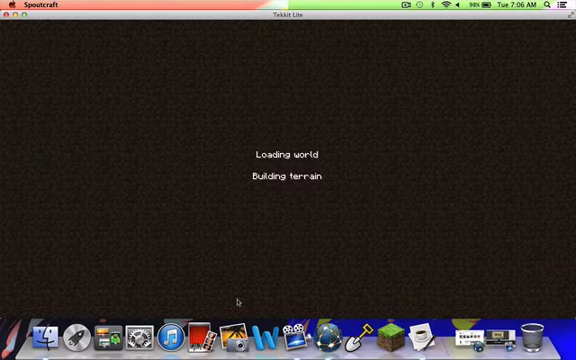 Spoutcraft
98%
Tue 7:06 AM
Tekkit Lite
Loading world
Building terrain